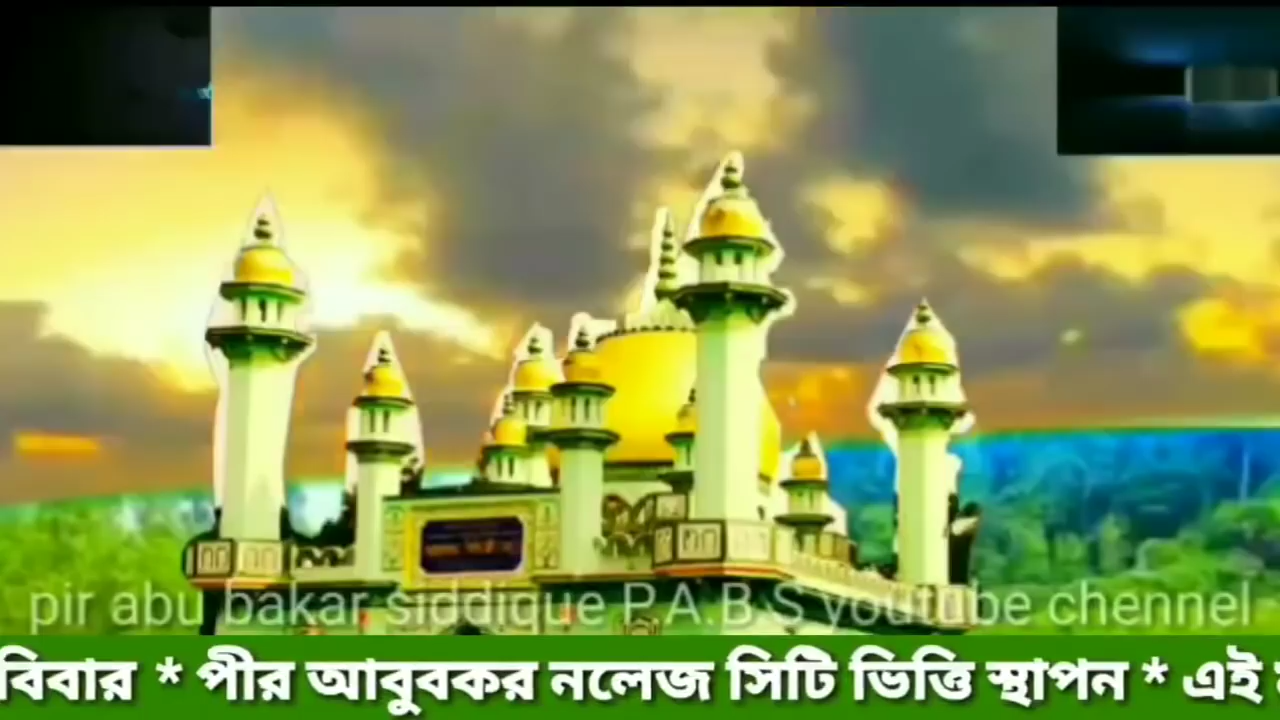 pir abu bakar siddique P.A.B.S youtube chennel
বিবার * পীর আবুবকর নলেজ সিটি ভিত্তি স্থাপন * এই